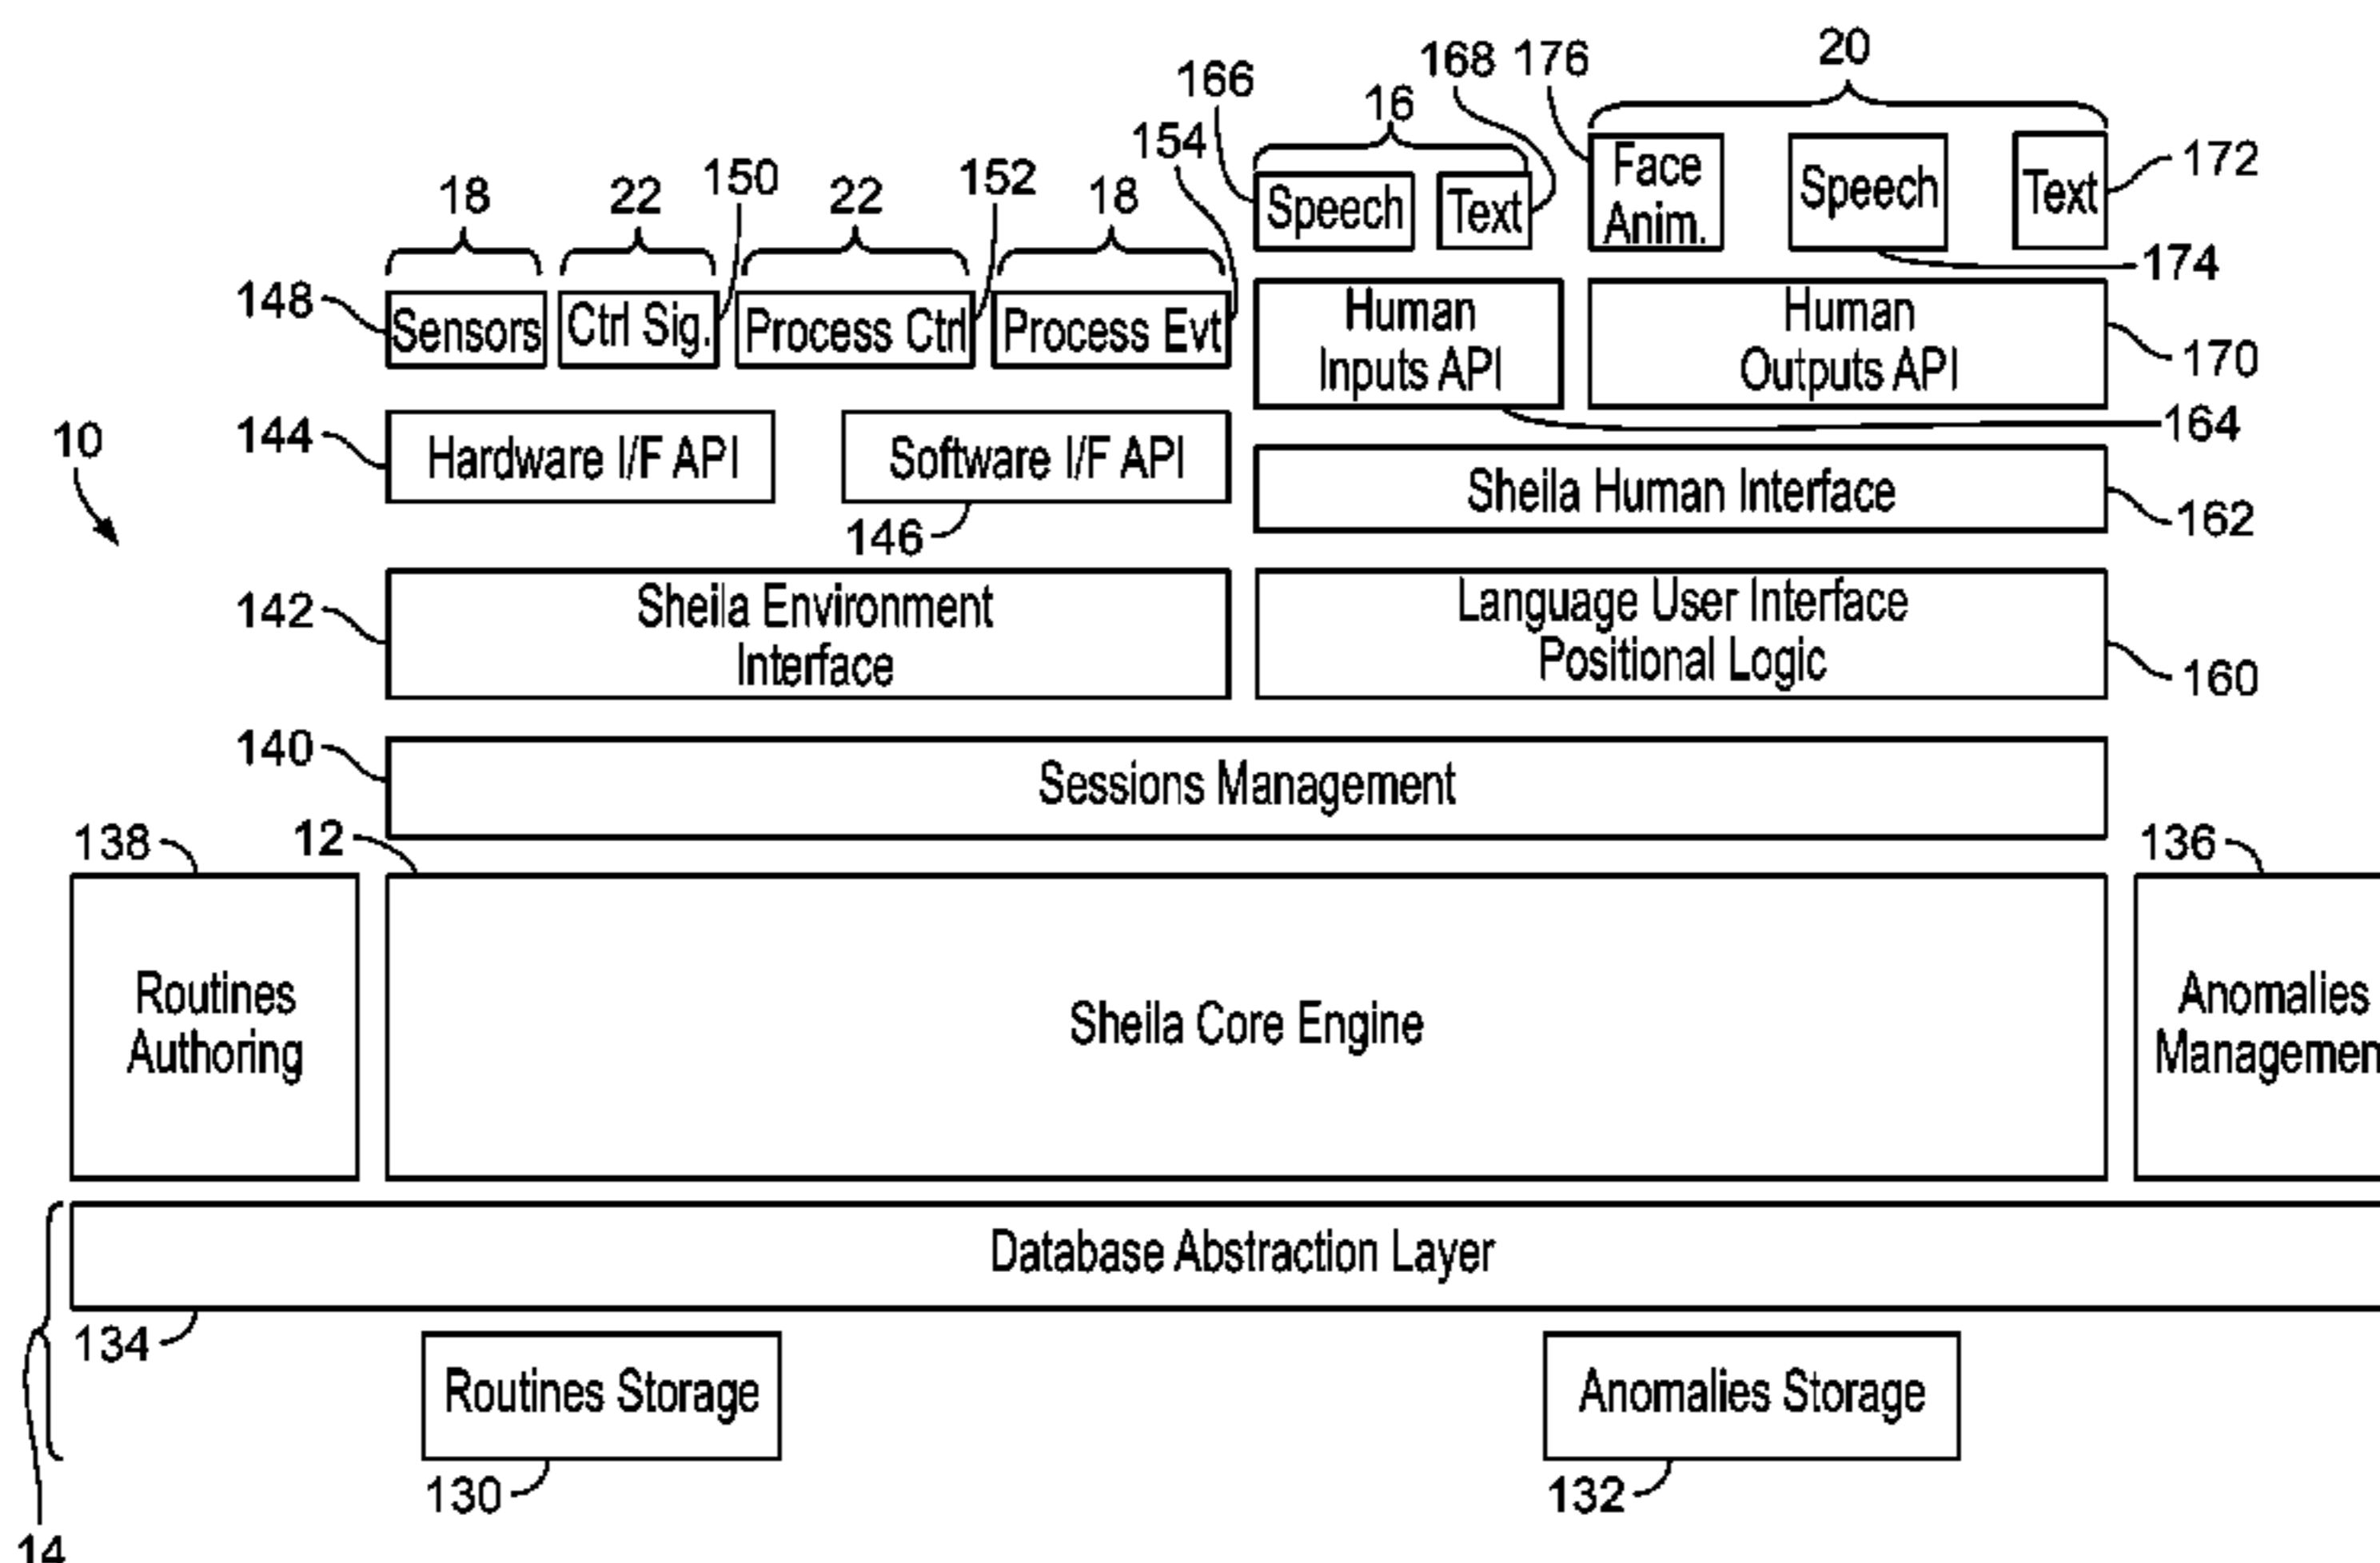 20
166
168
176
16
154
Face
Anim.
Speech
Text
172
18
22
150
22
152
18
Speech
Text
174
148
Sensors
Ctrl Sig.
Process Ctrl
Process Evt
Human
Inputs API
Human
Outputs API
170
10
144
Hardware I/F API
Software I/F API
164
146
Sheila Human Interface
162
142
Sheila Environment
Interface
Language User Interface
Positional Logic
160
140
Sessions Management
138
12
136
Routines
Authoring
Sheila Core Engine
Anomalies
Managemen
Database Abstraction Layer
134
Routines Storage
Anomalies Storage
130
132
14